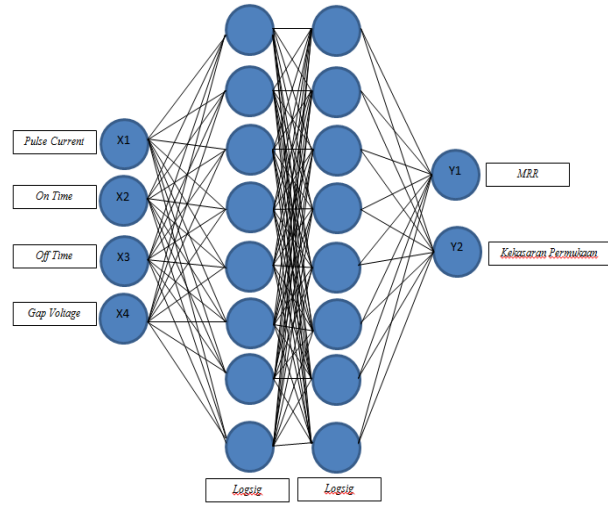 X1
Pulse Current
X2
On Time
X3
Off Time
X4
Gap Voltage
Y1
MRR
Y2
Kekasaran Permukaan
Logsig
Logsig